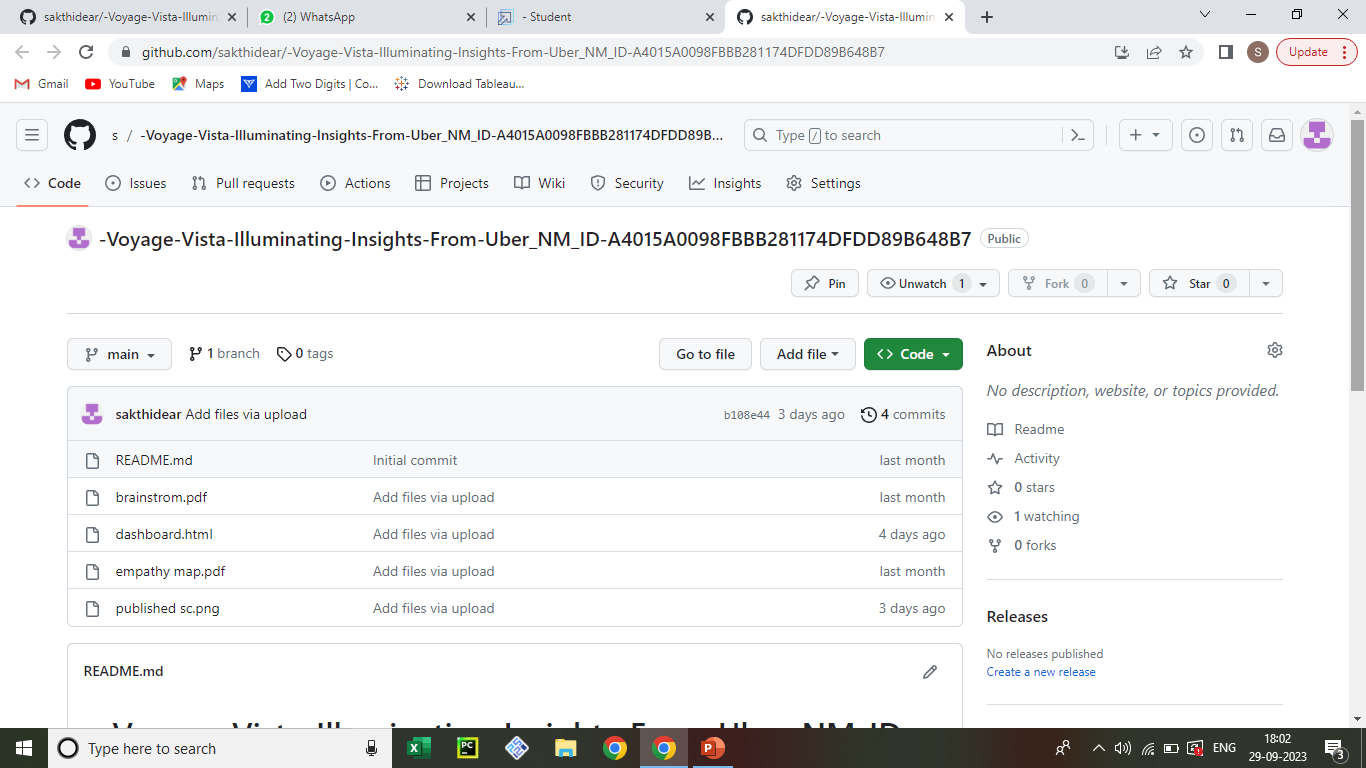 sakthidear/-Voyage-Vista-Illumin
(2) WhatsApp
- Student
sakthidear/-Voyage-Vista-Illumin
github.com/sakthidear/-Voyage-Vista-Illuminating-Insights-From-Uber_NM_ID-A4015A0098FBBB281174DFDD89B648B7
S
Update
Gmail
YouTube
Maps
Add Two Digits | Co...
Download Tableau...
s / -Voyage-Vista-Illuminating-Insights-From-Uber_NM_ID-A4015A0098FBBB281174DFDD89B...
Type / to search
Code
Issues
Pull requests
Actions
Projects
Wiki
Security
Insights
Settings
-Voyage-Vista-Illuminating-Insights-From-Uber_NM_ID-A4015A0098FBBB281174DFDD89B648B7
Public
Pin
Unwatch 1
Fork 0
Star 0
main
1 branch
0 tags
Go to file
Add file
Code
sakthidear Add files via upload
b108e44 3 days ago
4 commits
README.md Initial commit last month
brainstrom.pdf Add files via upload last month
dashboard.html Add files via upload 4 days ago
empathy map.pdf Add files via upload last month
published sc.png Add files via upload 3 days ago
README.md
-Voyage-Vista-Illuminating-Insights-From-Uber_NM_ID-
About
No description, website, or topics provided.
Readme
Activity
0 stars
1 watching
0 forks
Releases
No releases published
Create a new release
Type here to search
PC
ENG
18:02
29-09-2023
3